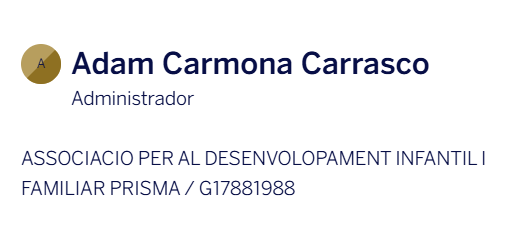 A
Adam Carmona Carrasco
Administrador
ASSOCIACIO PER AL DESENVOLOPAMENT INFANTIL I
FAMILIAR PRISMA / G17881988